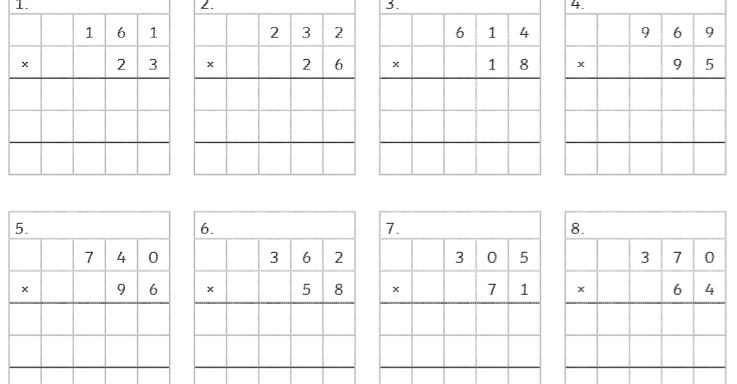 1. 2. 3. 4.
1 6 1 2 3 2 6 1 4 9 6 9
× 2 3 × 2 6 × 1 8 × 9 5
5. 6. 7. 8.
7 4 0 3 6 2 3 0 5 3 7 0
× 9 6 × 5 8 × 7 1 × 6 4